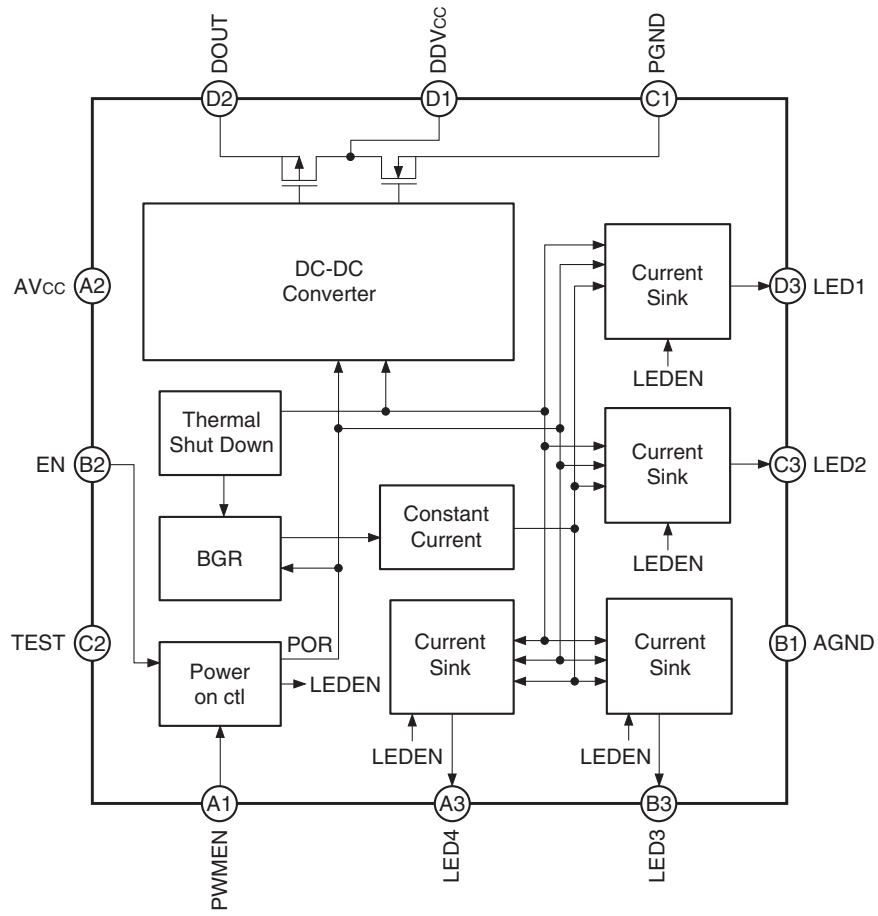 DOUT
DDVCC
PGND
D2
D1
C1
DC-DC
Converter
Current
Sink
AVCC
A2
D3
LED1
LEDEN
Thermal
Shut Down
Current
Sink
EN
B2
C3
LED2
Constant
Current
BGR
LEDEN
TEST
C2
POR
Power
on ctl
LEDEN
Current
Sink
Current
Sink
B1
AGND
LEDEN
LEDEN
A1
A3
B3
PWMEN
LED4
LED3